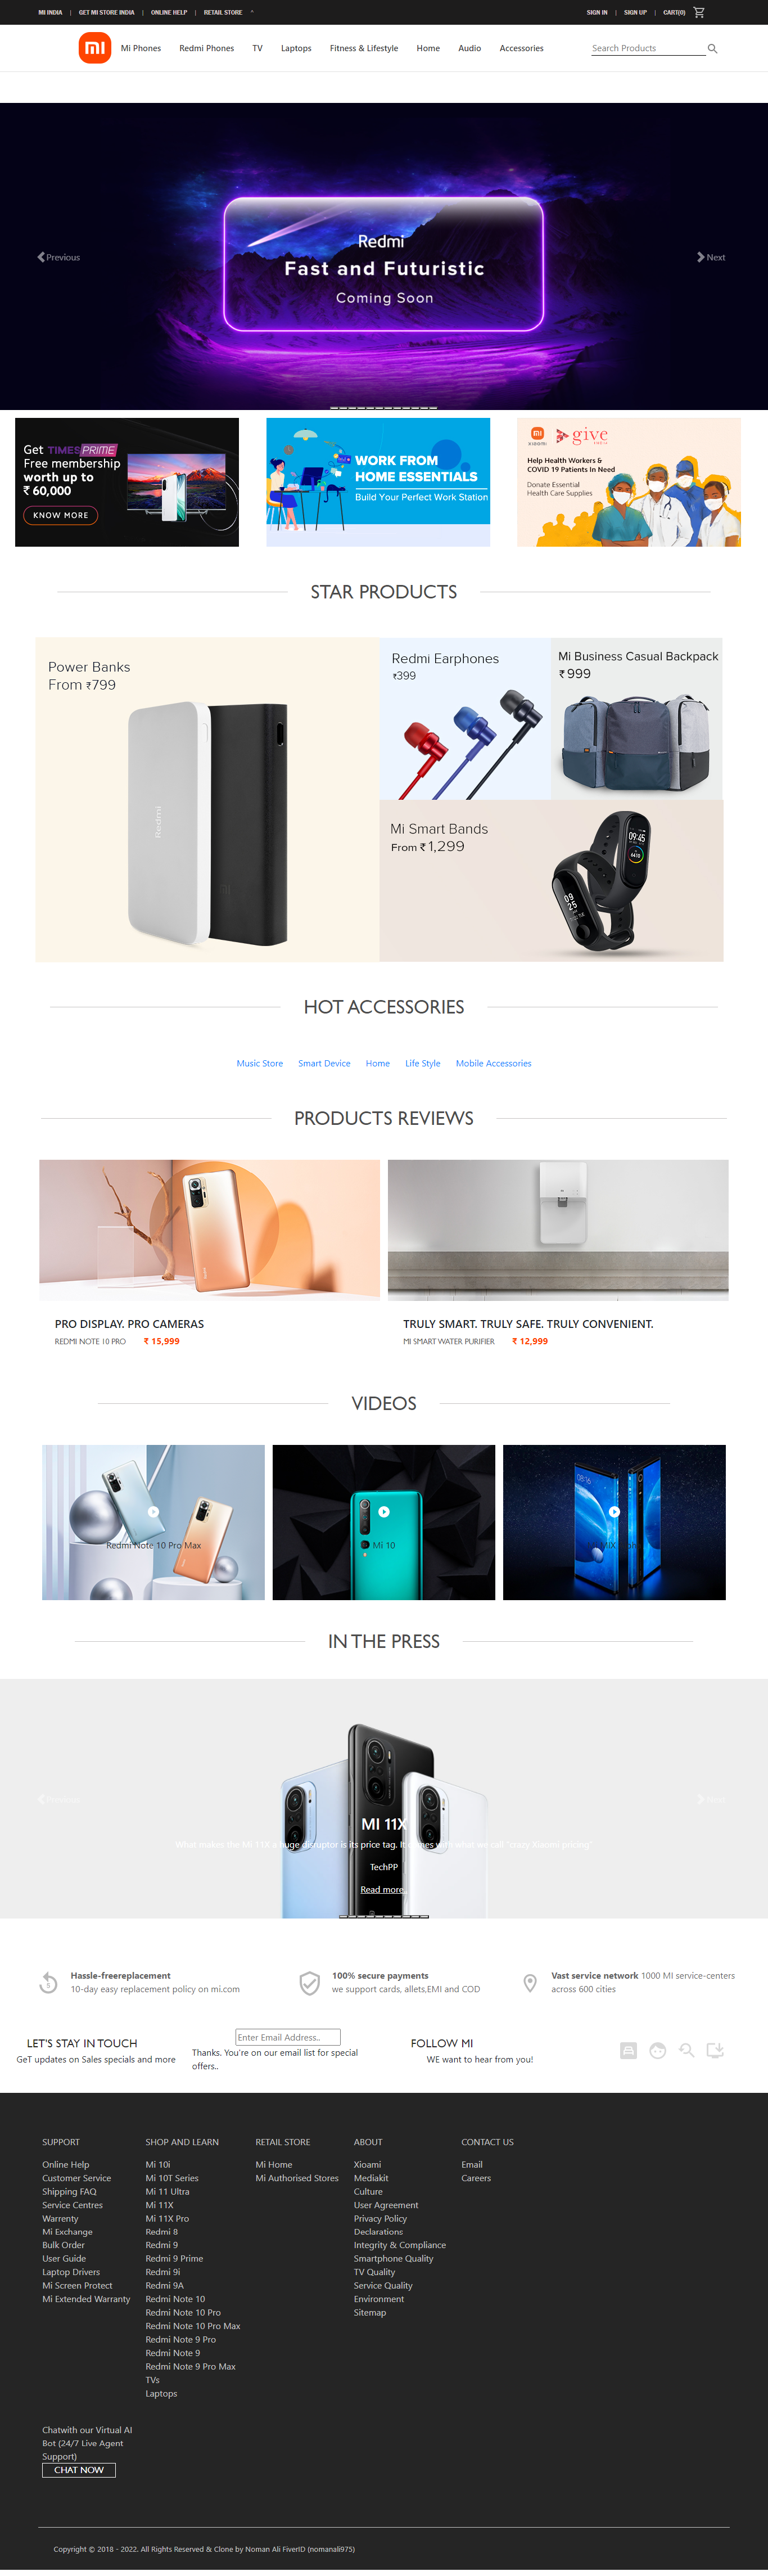 MI INDIA | GET MI STORE INDIA | ONLINE HELP | RETAIL STORE
SIGN IN | SIGN UP | CART(0)
Mi Phones Redmi Phones TV Laptops Fitness & Lifestyle Home Audio Accessories
Search Products
Redmi
Fast and Futuristic
Coming Soon
Previous
Next
Get TIMES PRIME
Free membership
worth up to
₹ 60,000
KNOW MORE
WORK FROM
HOME ESSENTIALS
Build Your Perfect Work Station
XIAOMI
give
Help Health Workers &
COVID 19 Patients In Need
Donate Essential
Health Care Supplies
STAR PRODUCTS
Power Banks
From ₹799
Redmi
Redmi Earphones
₹399
Mi Business Casual Backpack
₹ 999
Mi Smart Bands
From ₹ 1,299
09:45
09
25
HOT ACCESSORIES
Music Store Smart Device Home Life Style Mobile Accessories
PRODUCTS REVIEWS
PRO DISPLAY. PRO CAMERAS
REDMI NOTE 10 PRO ₹ 15,999
TRULY SMART. TRULY SAFE. TRULY CONVENIENT.
MI SMART WATER PURIFIER ₹ 12,999
VIDEOS
Redmi Note 10 Pro Max
Mi 10
08:16
IN THE PRESS
Previous
Next
MI 11X
What makes the Mi 11X a huge disruptor is its price tag. It comes with what we call "crazy Xiaomi pricing"
TechPP
Read more..
Hassle-freereplacement
10-day easy replacement policy on mi.com
100% secure payments
we support cards, allets,EMI and COD
Vast service network 1000 MI service-centers
across 600 cities
LET'S STAY IN TOUCH
GeT updates on Sales specials and more
Enter Email Address..
Thanks. You're on our email list for special
offers..
FOLLOW MI
WE want to hear from you!
SUPPORT
Online Help
Customer Service
Shipping FAQ
Service Centres
Warrenty
Mi Exchange
Bulk Order
User Guide
Laptop Drivers
Mi Screen Protect
Mi Extended Warranty
SHOP AND LEARN
Mi 10i
Mi 10T Series
Mi 11 Ultra
Mi 11X
Mi 11X Pro
Redmi 8
Redmi 9
Redmi 9 Prime
Redmi 9i
Redmi 9A
Redmi Note 10
Redmi Note 10 Pro
Redmi Note 10 Pro Max
Redmi Note 9 Pro
Redmi Note 9
Redmi Note 9 Pro Max
TVs
Laptops
RETAIL STORE
Mi Home
Mi Authorised Stores
ABOUT
Xioami
Mediakit
Culture
User Agreement
Privacy Policy
Declarations
Integrity & Compliance
Smartphone Quality
TV Quality
Service Quality
Environment
Sitemap
CONTACT US
Email
Careers
Chatwith our Virtual AI
Bot (24/7 Live Agent
Support)
CHAT NOW
Copyright © 2018 - 2022. All Rights Reserved & Clone by Noman Ali FiverID (nomanali975)